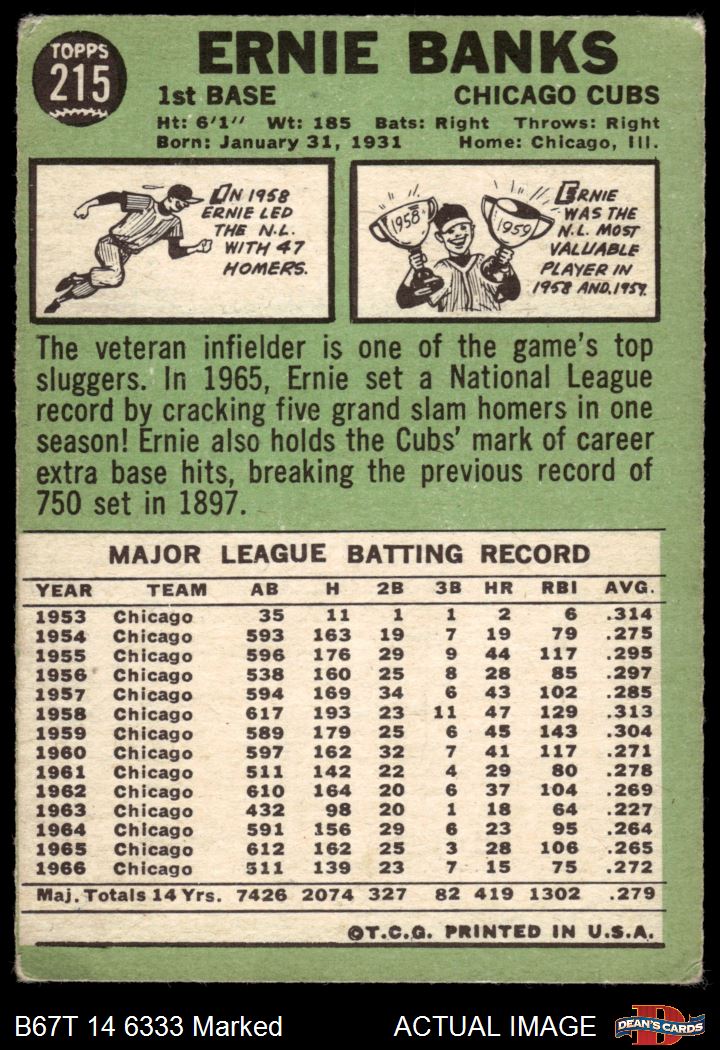 TOPPS
215
ERNIE BANKS
1st BASE CHICAGO CUBS
Ht: 6'1" Wt: 185 Bats: Right Throws: Right
Born: January 31, 1931 Home: Chicago, Ill.
IN 1958
ERNIE LED
THE N.L.
WITH 47
HOMERS.
1958
1959
ERNIE
WAS THE
N.L. MOST
VALUABLE
PLAYER IN
1958 AND 1959.
The veteran infielder is one of the game's top
sluggers. In 1965, Ernie set a National League
record by cracking five grand slam homers in one
season! Ernie also holds the Cubs' mark of career
extra base hits, breaking the previous record of
750 set in 1897.
MAJOR LEAGUE BATTING RECORD
YEAR TEAM AB H 2B 3B HR RBI AVG.
1953 Chicago 35 11 1 1 2 6 .314
1954 Chicago 593 163 19 7 19 79 .275
1955 Chicago 596 176 29 9 44 117 .295
1956 Chicago 538 160 25 8 28 85 .297
1957 Chicago 594 169 34 6 43 102 .285
1958 Chicago 617 193 23 11 47 129 .313
1959 Chicago 589 179 25 6 45 143 .304
1960 Chicago 597 162 32 7 41 117 .271
1961 Chicago 511 142 22 4 29 80 .278
1962 Chicago 610 164 20 6 37 104 .269
1963 Chicago 432 98 20 1 18 64 .227
1964 Chicago 591 156 29 6 23 95 .264
1965 Chicago 612 162 25 3 28 106 .265
1966 Chicago 511 139 23 7 15 75 .272
Maj. Totals 14 Yrs. 7426 2074 327 82 419 1302 .279
©T.C.G. PRINTED IN U.S.A.
B67T 14 6333 Marked ACTUAL IMAGE
D
DEAN'S CARDS